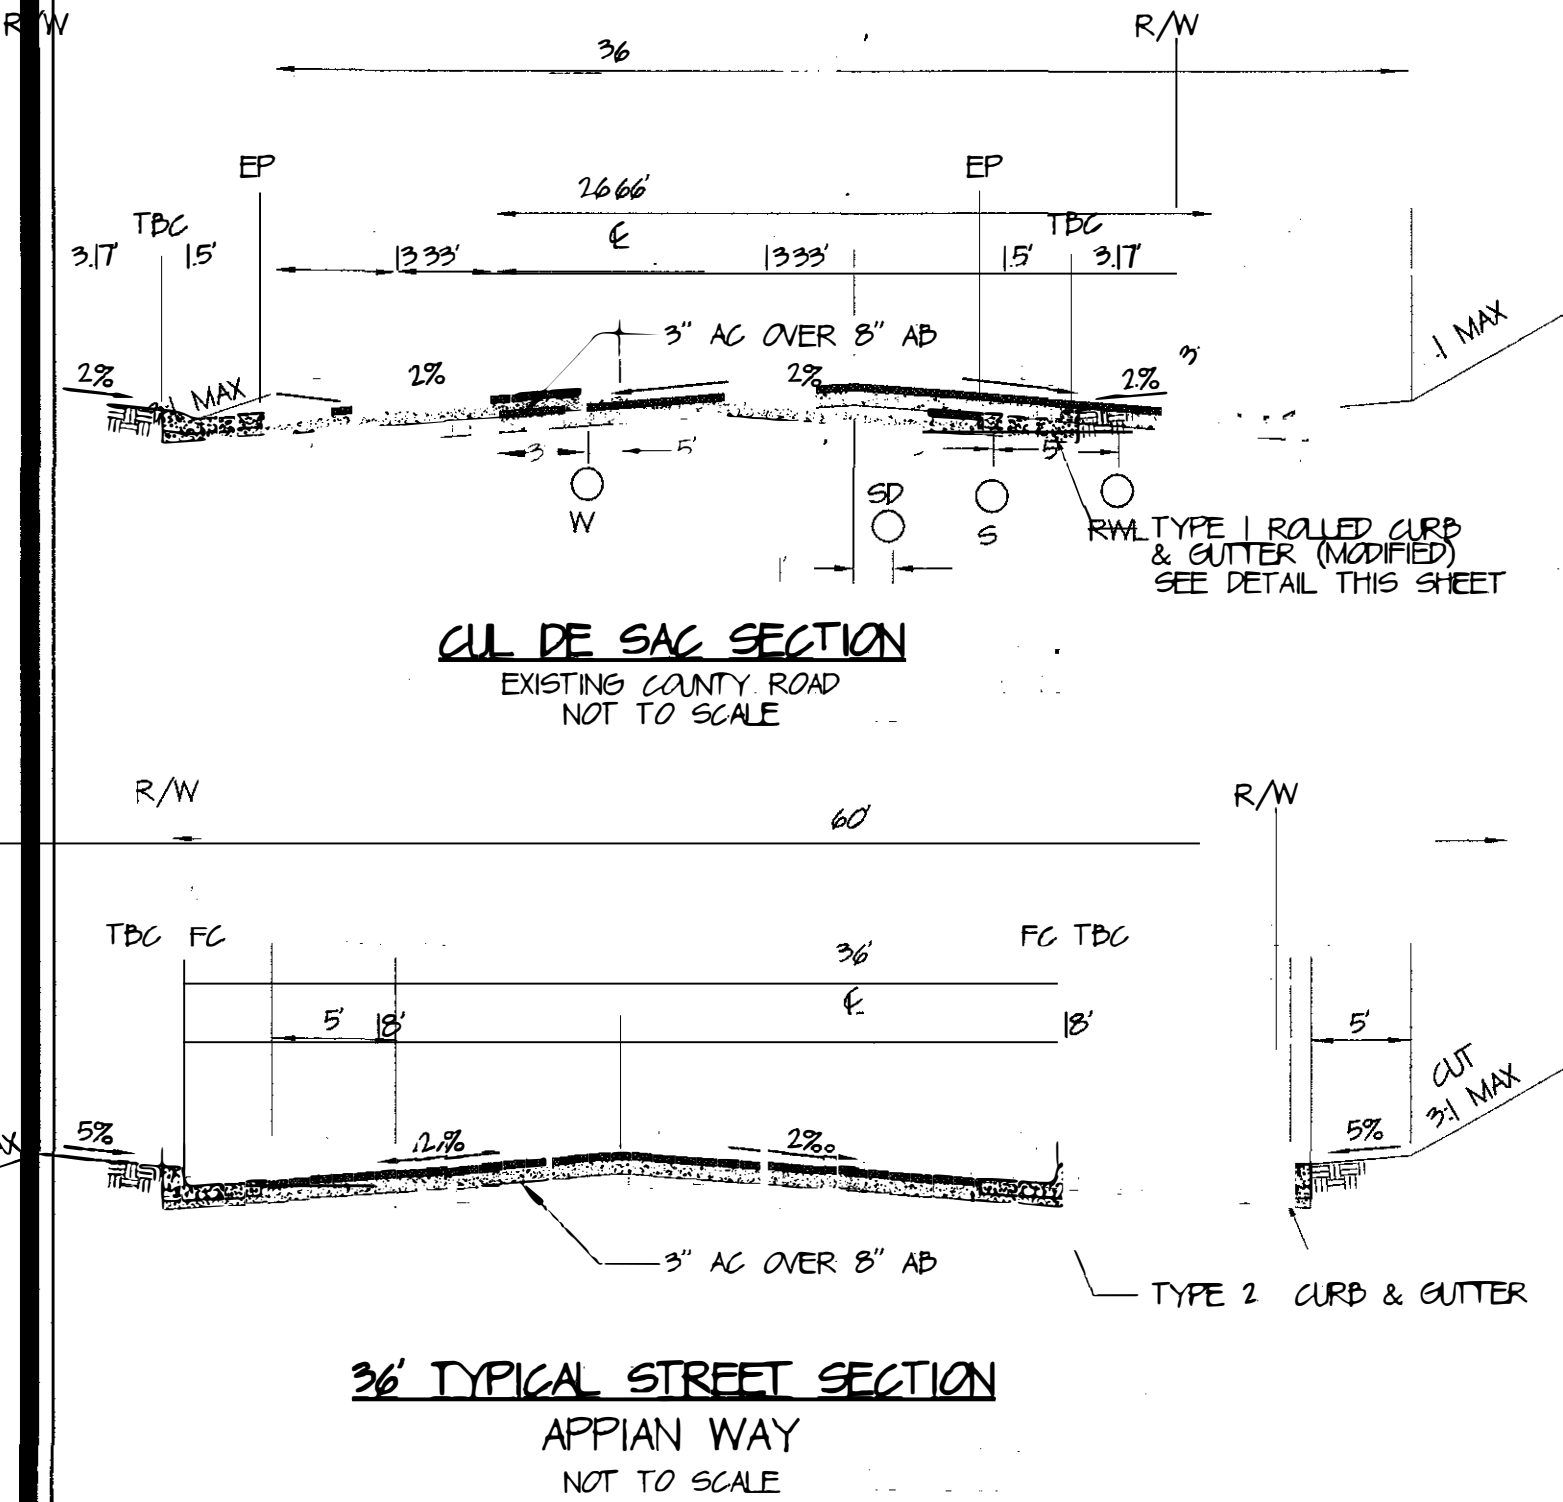 R/W R/W
36
EP EP
26 66'
TBC ℄ TBC
3.17' 1.5' 13 33' 13 33' 1.5' 3.17'
3" AC OVER 8" AB
.1 MAX
2% 1 MAX 2% 2% 2% 3:
3 5' 5'
W SD S
RWL TYPE 1 ROLLED CURB
& GUTTER (MODIFIED)
SEE DETAIL THIS SHEET
1'
CUL DE SAC SECTION
EXISTING COUNTY ROAD
NOT TO SCALE
R/W R/W
60'
TBC FC FC TBC
36'
℄
5' 18' 18' 5'
CUT
3:1 MAX
5% 2% 2% 5%
3" AC OVER 8" AB
TYPE 2 CURB & GUTTER
36' TYPICAL STREET SECTION
APPIAN WAY
NOT TO SCALE